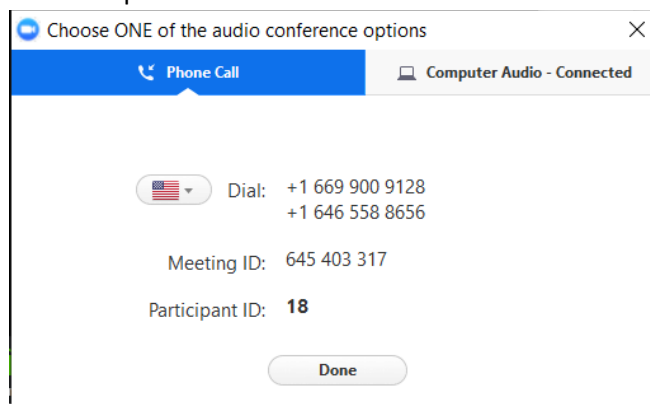 Choose ONE of the audio conference options
Phone Call
Computer Audio - Connected
Dial: +1 669 900 9128
+1 646 558 8656
Meeting ID: 645 403 317
Participant ID: 18
Done